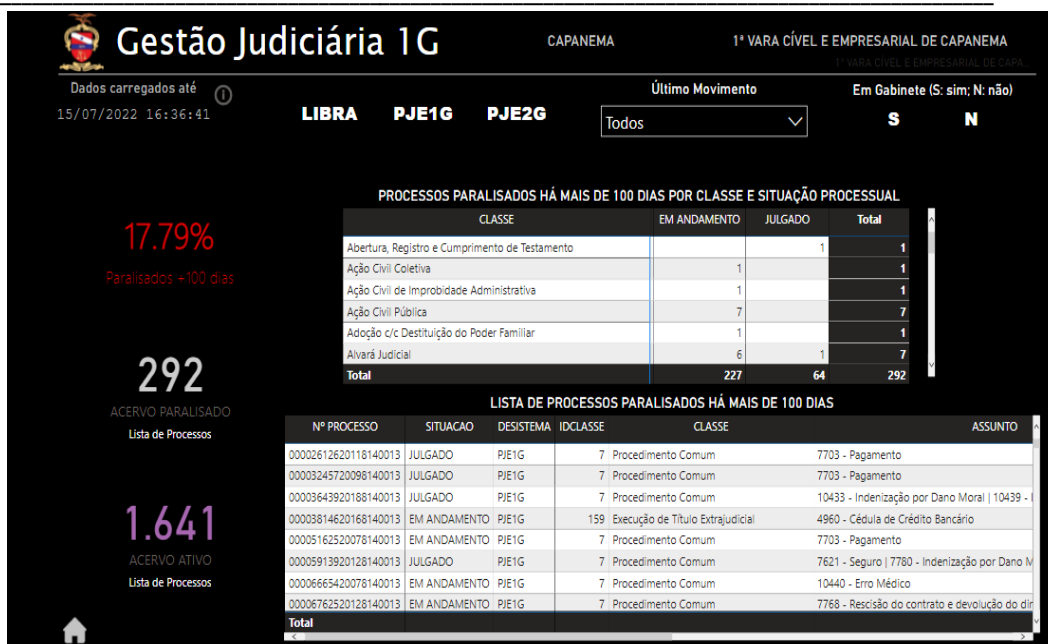 Gestão Judiciária 1G
CAPANEMA
1ª VARA CÍVEL E EMPRESARIAL DE CAPANEMA
1ª VARA CIVEL E EMPRESARIAL DE CAPA...
Dados carregados até
15/07/2022 16:36:41
LIBRA PJE1G PJE2G
Último Movimento
Todos
Em Gabinete (S: sim; N: não)
S N
17.79%
Paralisados +100 dias
292
ACERVO PARALISADO
Lista de Processos
1.641
ACERVO ATIVO
Lista de Processos
PROCESSOS PARALISADOS HÁ MAIS DE 100 DIAS POR CLASSE E SITUAÇÃO PROCESSUAL
CLASSE EM ANDAMENTO JULGADO Total
Abertura, Registro e Cumprimento de Testamento 1 1
Ação Civil Coletiva 1 1
Ação Civil de Improbidade Administrativa 1 1
Ação Civil Pública 7 7
Adoção c/c Destituição do Poder Familiar 1 1
Alvará Judicial 6 1 7
Total 227 64 292
LISTA DE PROCESSOS PARALISADOS HÁ MAIS DE 100 DIAS
Nº PROCESSO SITUACAO DESISTEMA IDCLASSE CLASSE ASSUNTO
00002612620118140013 JULGADO PJE1G 7 Procedimento Comum 7703 - Pagamento
00003245720098140013 JULGADO PJE1G 7 Procedimento Comum 7703 - Pagamento
00003643920188140013 JULGADO PJE1G 7 Procedimento Comum 10433 - Indenização por Dano Moral | 10439 -
00003814620168140013 EM ANDAMENTO PJE1G 159 Execução de Título Extrajudicial 4960 - Cédula de Crédito Bancário
00005162520078140013 EM ANDAMENTO PJE1G 7 Procedimento Comum 7703 - Pagamento
00005913920128140013 JULGADO PJE1G 7 Procedimento Comum 7621 - Seguro | 7780 - Indenização por Dano M
00006665420078140013 EM ANDAMENTO PJE1G 7 Procedimento Comum 10440 - Erro Médico
00006762520128140013 EM ANDAMENTO PJE1G 7 Procedimento Comum 7768 - Rescisão do contrato e devolução do din
Total